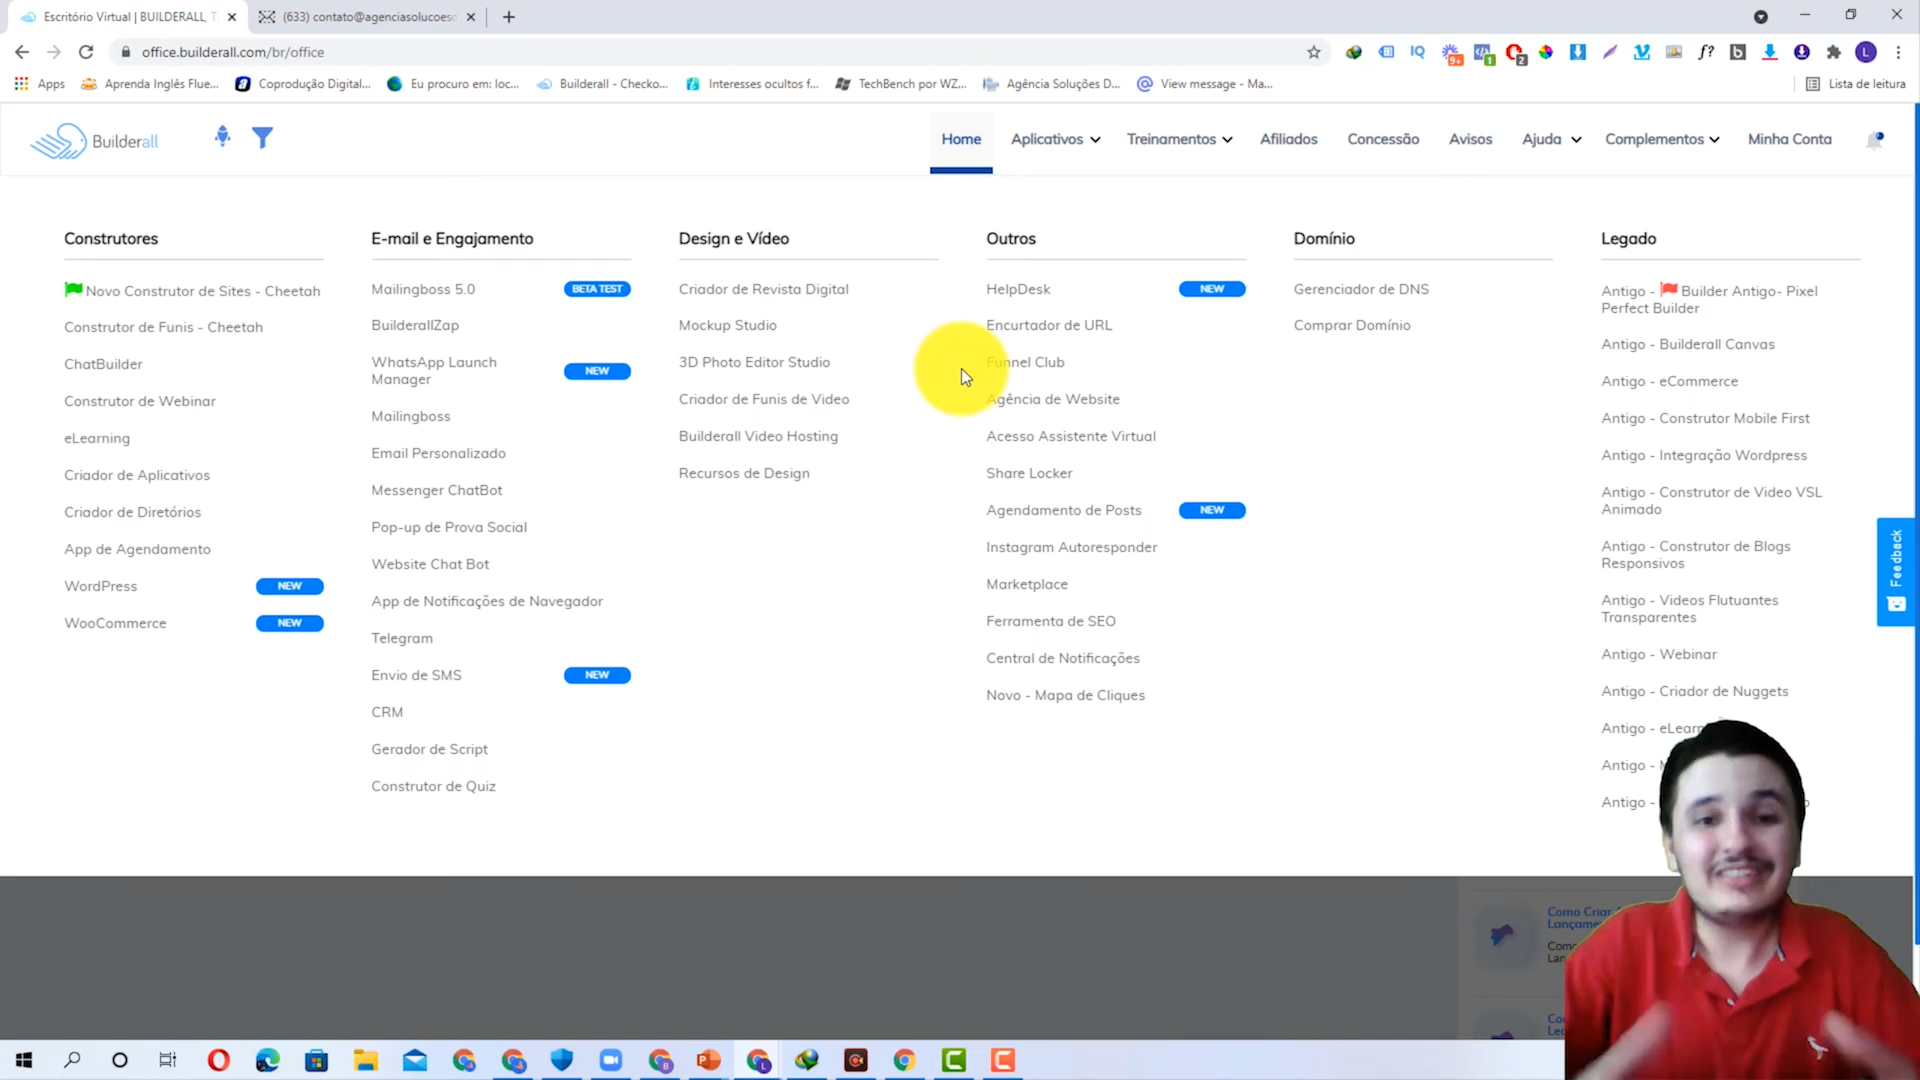 Escritório Virtual | BUILDERALL, T
(633) contato@agenciasolucoes
office.builderall.com/br/office
9+
1
2
Apps
Aprenda Inglês Flue...
Coprodução Digital...
Eu procuro em: loc...
Builderall - Checko...
Interesses ocultos f...
TechBench por WZ...
Agência Soluções D...
View message - Ma...
Lista de leitura
Builderall
Home
Aplicativos
Treinamentos
Afiliados
Concessão
Avisos
Ajuda
Complementos
Minha Conta
Construtores
Novo Construtor de Sites - Cheetah
Construtor de Funis - Cheetah
ChatBuilder
Construtor de Webinar
eLearning
Criador de Aplicativos
Criador de Diretórios
App de Agendamento
WordPress NEW
WooCommerce NEW
E-mail e Engajamento
Mailingboss 5.0 BETA TEST
BuilderallZap
WhatsApp Launch
Manager NEW
Mailingboss
Email Personalizado
Messenger ChatBot
Pop-up de Prova Social
Website Chat Bot
App de Notificações de Navegador
Telegram
Envio de SMS NEW
CRM
Gerador de Script
Construtor de Quiz
Design e Vídeo
Criador de Revista Digital
Mockup Studio
3D Photo Editor Studio
Criador de Funis de Video
Builderall Video Hosting
Recursos de Design
Outros
HelpDesk NEW
Encurtador de URL
Funnel Club
Agência de Website
Acesso Assistente Virtual
Share Locker
Agendamento de Posts NEW
Instagram Autoresponder
Marketplace
Ferramenta de SEO
Central de Notificações
Novo - Mapa de Cliques
Domínio
Gerenciador de DNS
Comprar Domínio
Legado
Antigo - Builder Antigo- Pixel
Perfect Builder
Antigo - Builderall Canvas
Antigo - eCommerce
Antigo - Construtor Mobile First
Antigo - Integração Wordpress
Antigo - Construtor de Video VSL
Animado
Antigo - Construtor de Blogs
Responsivos
Antigo - Videos Flutuantes
Transparentes
Antigo - Webinar
Antigo - Criador de Nuggets
Antigo - eLearn
Antigo -
Antigo -
Feedback
Como Criar